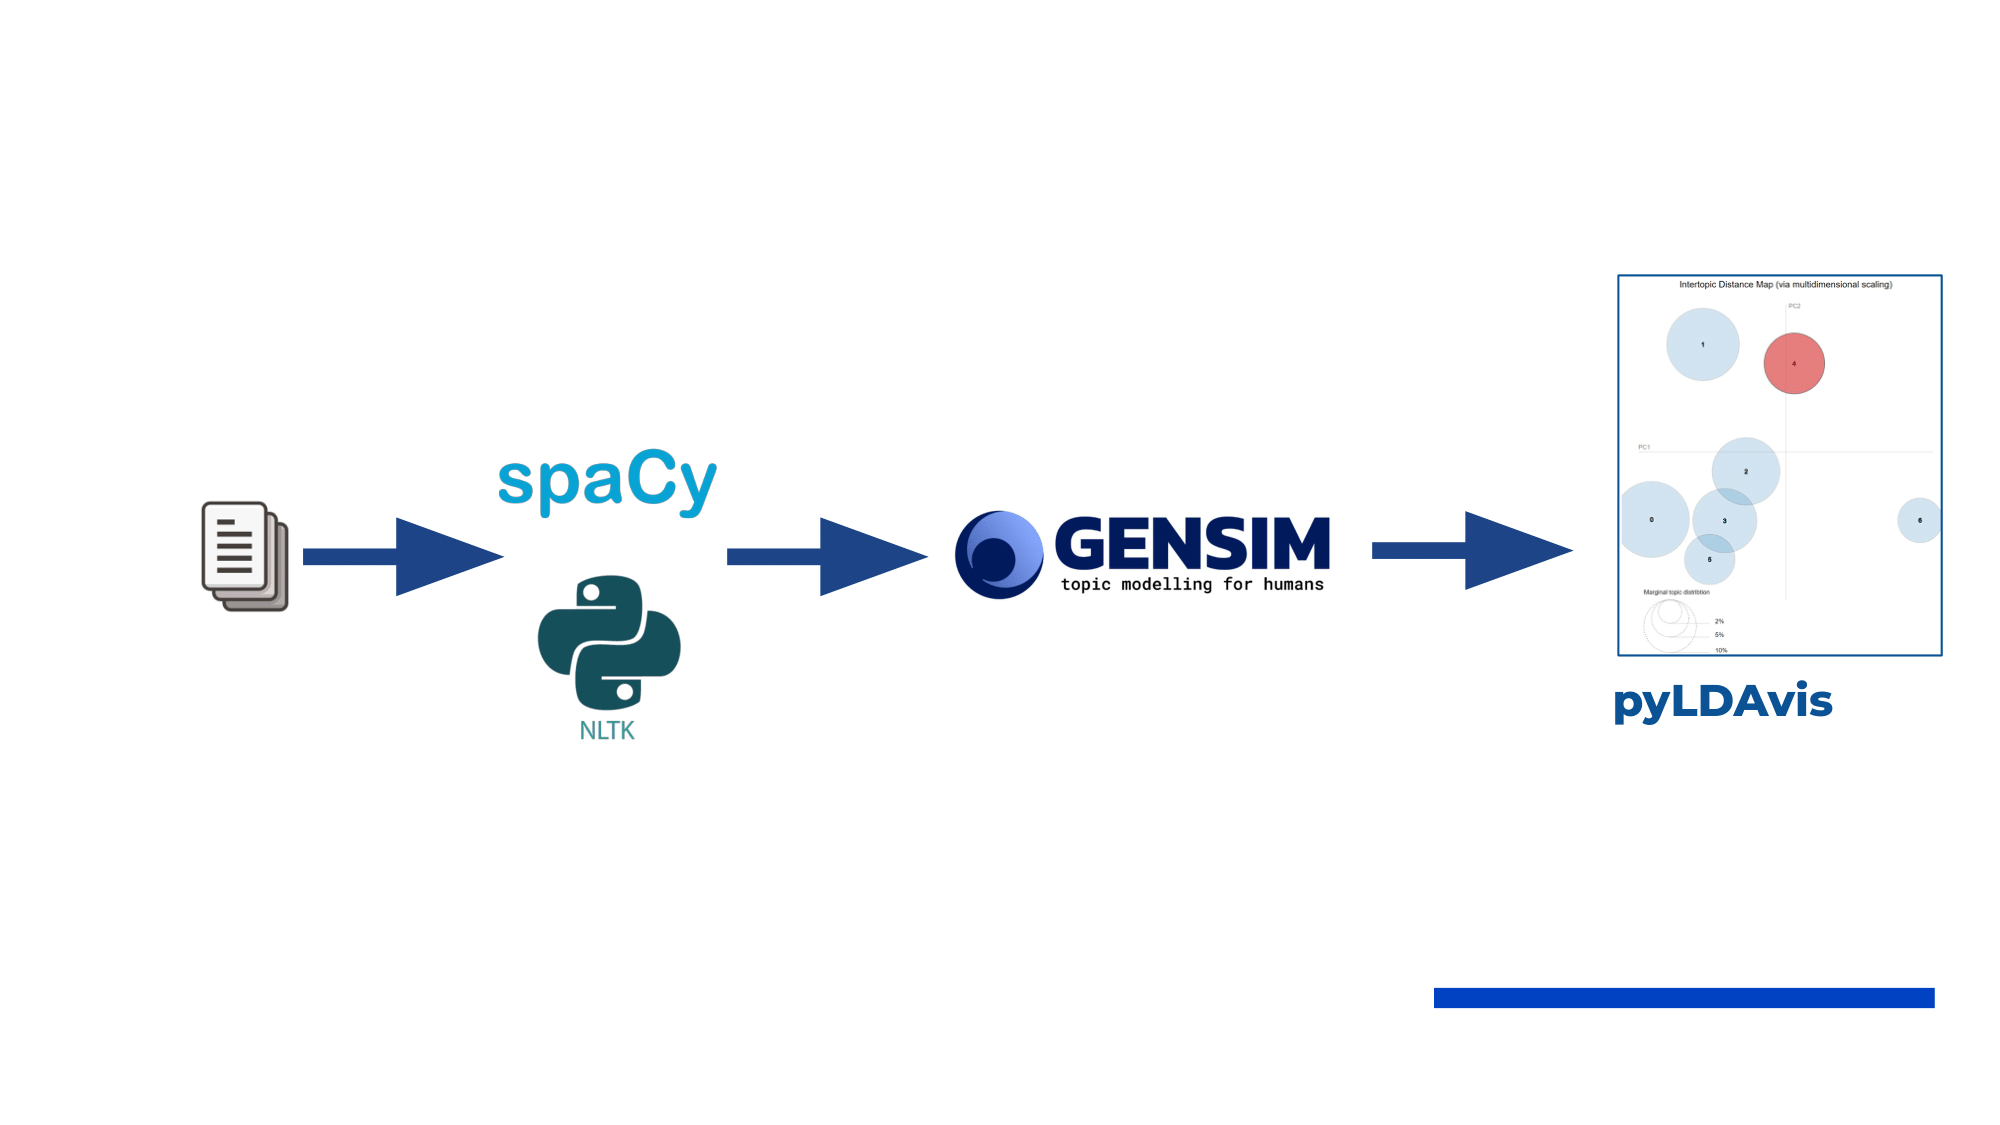 spaCy
NLTK
GENSIM
topic modelling for humans
Intertopic Distance Map (via multidimensional scaling)
PC2
1
4
PC1
2
0
3
6
5
Marginal topic distribtion
2%
5%
10%
pyLDAvis